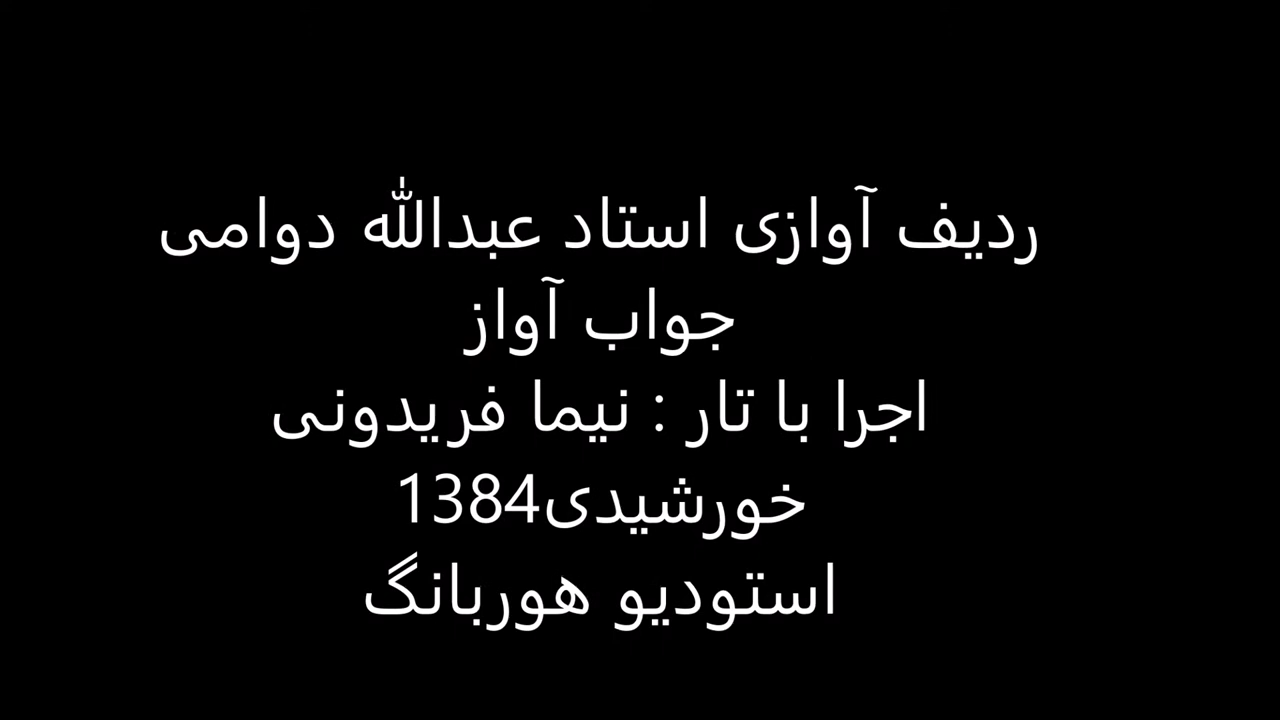 ردیف آوازی استاد عبدالله دوامی
جواب آواز
اجرا با تار : نیما فریدونی
خورشیدی1384
استودیو هوربانگ